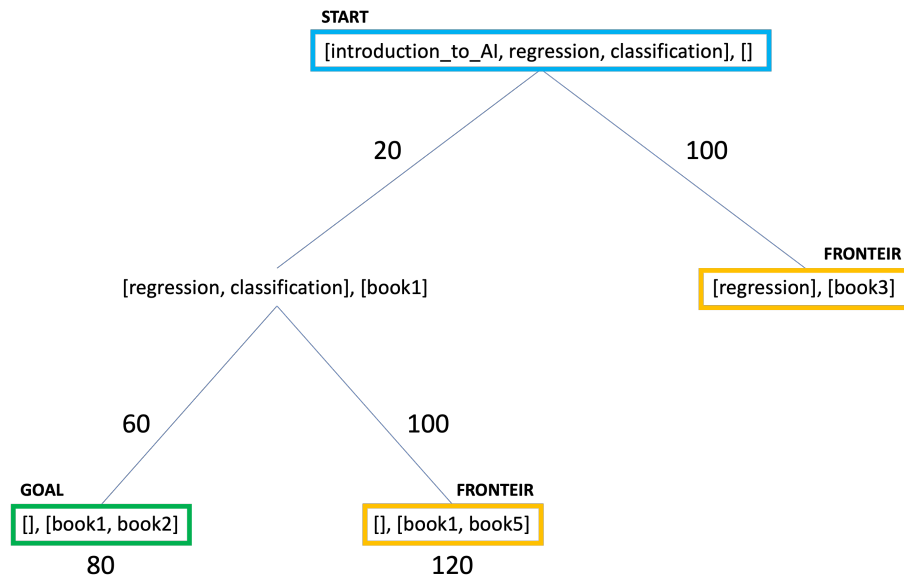 START
[introduction_to_AI, regression, classification], []
20
100
FRONTEIR
[regression, classification], [book1]
[regression], [book3]
60
100
GOAL
FRONTEIR
[], [book1, book2]
[], [book1, book5]
80
120